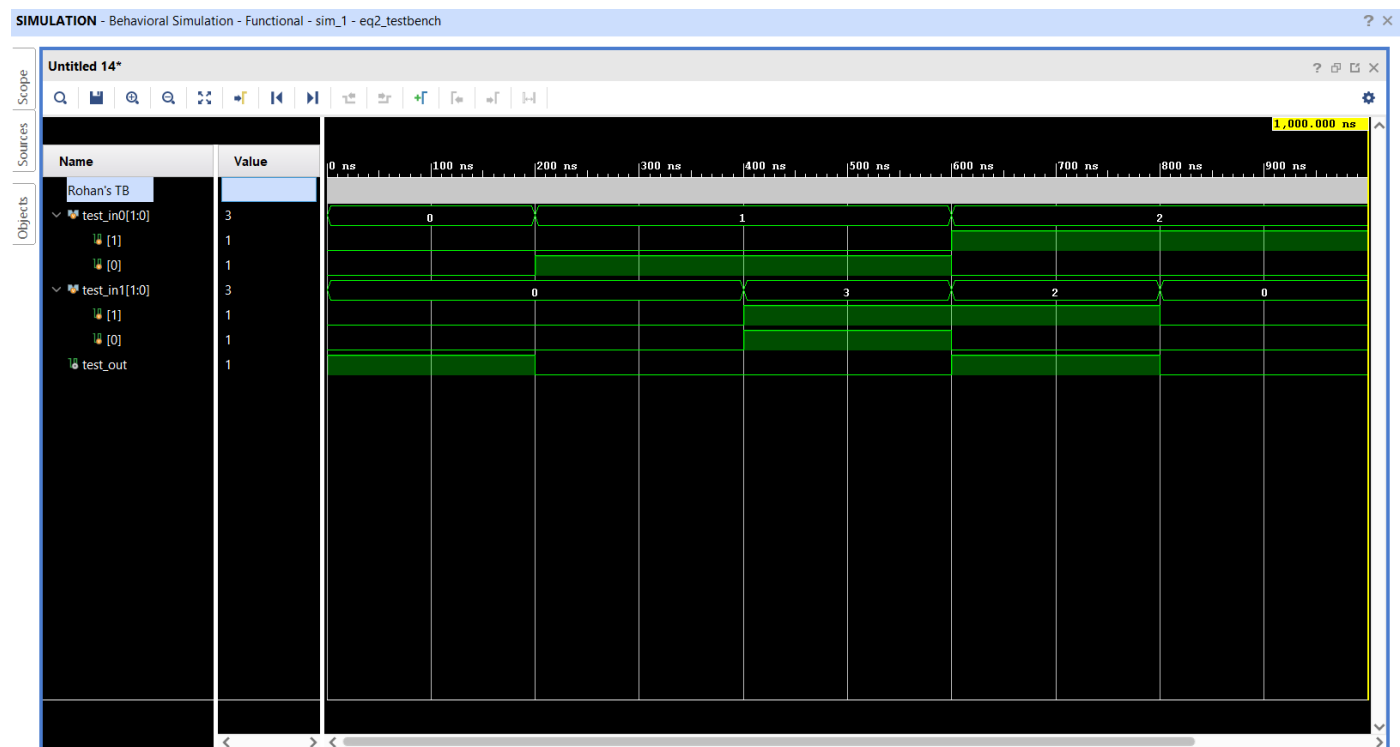 SIMULATION - Behavioral Simulation - Functional - sim_1 - eq2_testbench
Scope
Sources
Objects
Untitled 14*
1,000.000 ns
Name Value
0 ns 100 ns 200 ns 300 ns 400 ns 500 ns 600 ns 700 ns 800 ns 900 ns
Rohan's TB
test_in0[1:0] 3 0 1 2
[1] 1
[0] 1
test_in1[1:0] 3 0 3 2 0
[1] 1
[0] 1
test_out 1